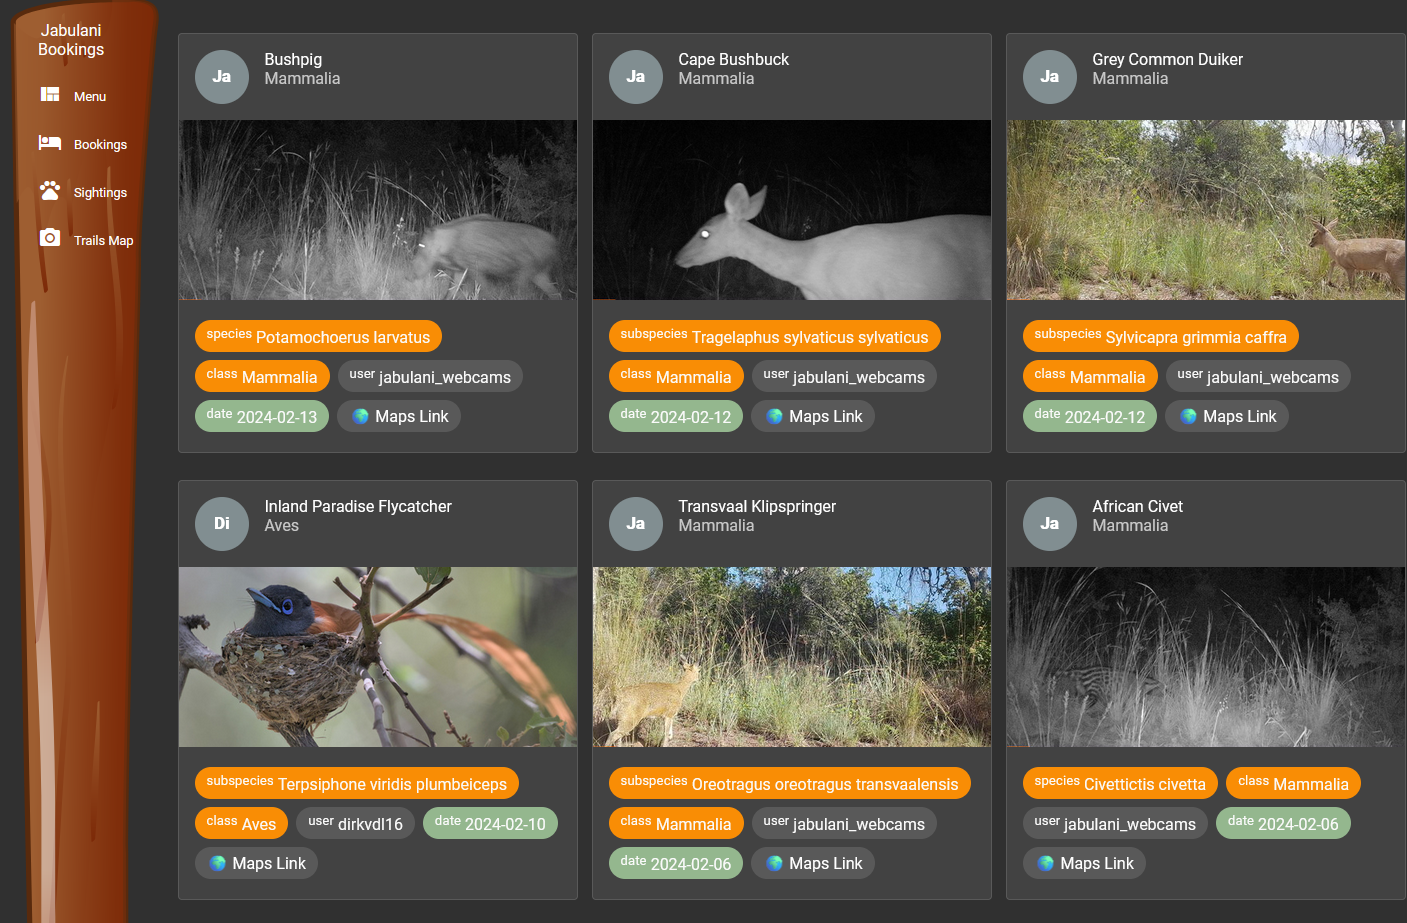 Jabulani
Bookings
Menu
Bookings
Sightings
Trails Map
Ja
Bushpig
Mammalia
species Potamochoerus larvatus
class Mammalia
user jabulani_webcams
date 2024-02-13
Maps Link
Ja
Cape Bushbuck
Mammalia
subspecies Tragelaphus sylvaticus sylvaticus
class Mammalia
user jabulani_webcams
date 2024-02-12
Maps Link
Ja
Grey Common Duiker
Mammalia
subspecies Sylvicapra grimmia caffra
class Mammalia
user jabulani_webcams
date 2024-02-12
Maps Link
Di
Inland Paradise Flycatcher
Aves
subspecies Terpsiphone viridis plumbeiceps
class Aves
user dirkvdl16
date 2024-02-10
Maps Link
Ja
Transvaal Klipspringer
Mammalia
subspecies Oreotragus oreotragus transvaalensis
class Mammalia
user jabulani_webcams
date 2024-02-06
Maps Link
Ja
African Civet
Mammalia
species Civettictis civetta
class Mammalia
user jabulani_webcams
date 2024-02-06
Maps Link